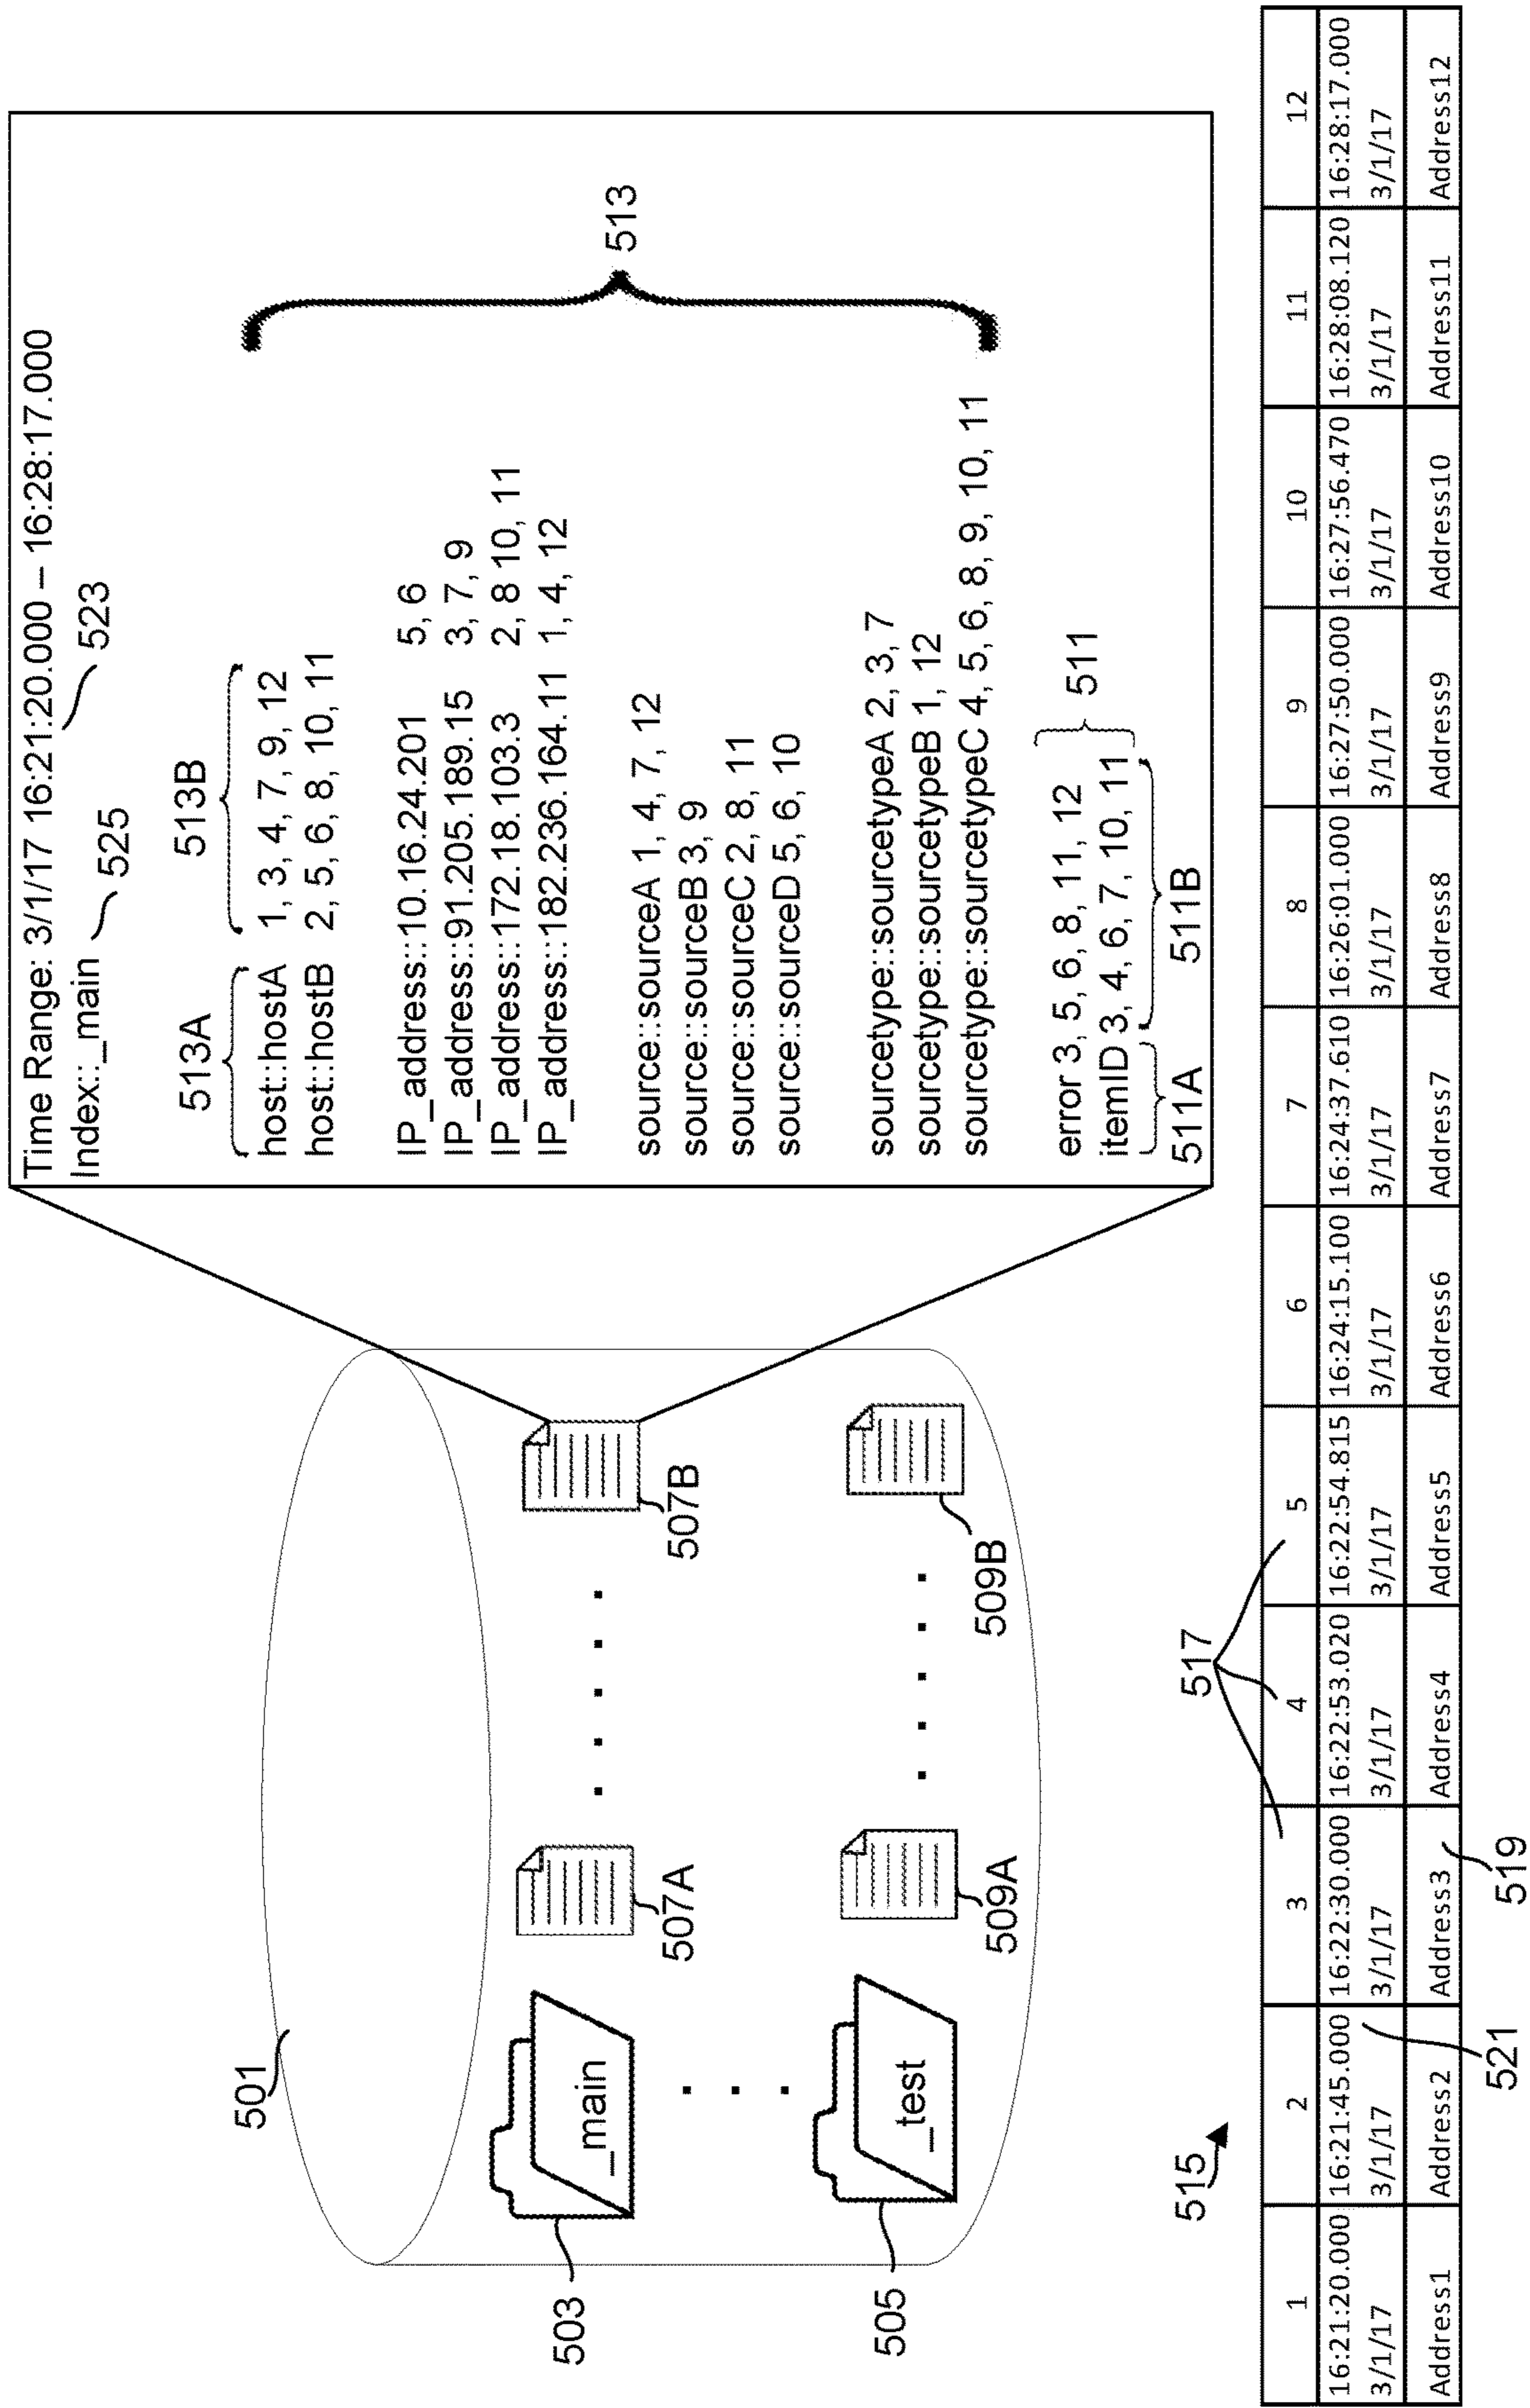 Time Range: 3/1/17 16:21:20.000 – 16:28:17.000
Index::_main
525
523
513A
513B
host::hostA 1, 3, 4, 7, 9, 12
host::hostB 2, 5, 6, 8, 10, 11
IP_address::10.16.24.201 5, 6
IP_address::91.205.189.15 3, 7, 9
IP_address::172.18.103.3 2, 8 10, 11
IP_address::182.236.164.11 1, 4, 12
source::sourceA 1, 4, 7, 12
source::sourceB 3, 9
source::sourceC 2, 8, 11
source::sourceD 5, 6, 10
sourcetype::sourcetypeA 2, 3, 7
sourcetype::sourcetypeB 1, 12
sourcetype::sourcetypeC 4, 5, 6, 8, 9, 10, 11
513
error 3, 5, 6, 8, 11, 12
itemID 3, 4, 6, 7, 10, 11
511
511A
511B
501
503
_main
507A
507B
505
_test
509A
509B
515
517
1 2 3 4 5 6 7 8 9 10 11 12
16:21:20.000 16:21:45.000 16:22:30.000 16:22:53.020 16:22:54.815 16:24:15.100 16:24:37.610 16:26:01.000 16:27:50.000 16:27:56.470 16:28:08.120 16:28:17.000
3/1/17 3/1/17 3/1/17 3/1/17 3/1/17 3/1/17 3/1/17 3/1/17 3/1/17 3/1/17 3/1/17 3/1/17
Address1 Address2 Address3 Address4 Address5 Address6 Address7 Address8 Address9 Address10 Address11 Address12
521
519